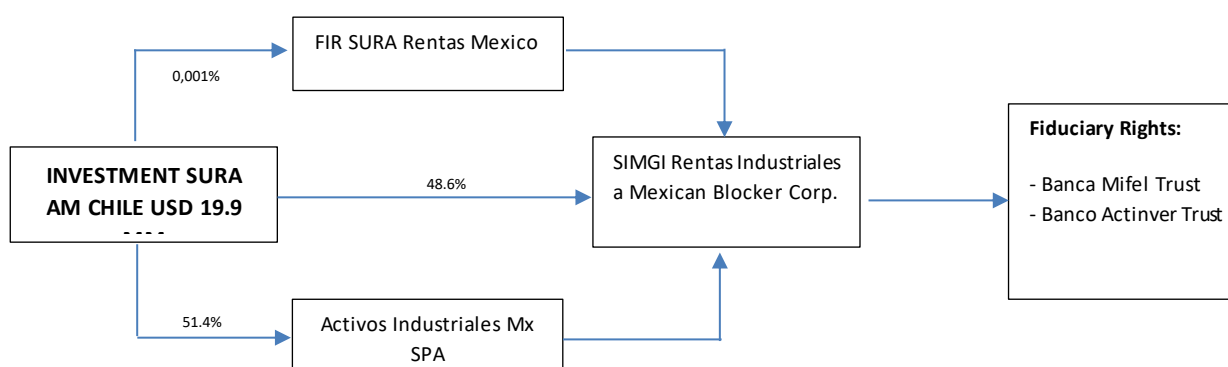 FIR SURA Rentas Mexico
0,001%
INVESTMENT SURA
AM CHILE USD 19.9
48.6%
SIMGI Rentas Industriales
a Mexican Blocker Corp.
Fiduciary Rights:
- Banca Mifel Trust
- Banco Actinver Trust
51.4%
Activos Industriales Mx
SPA